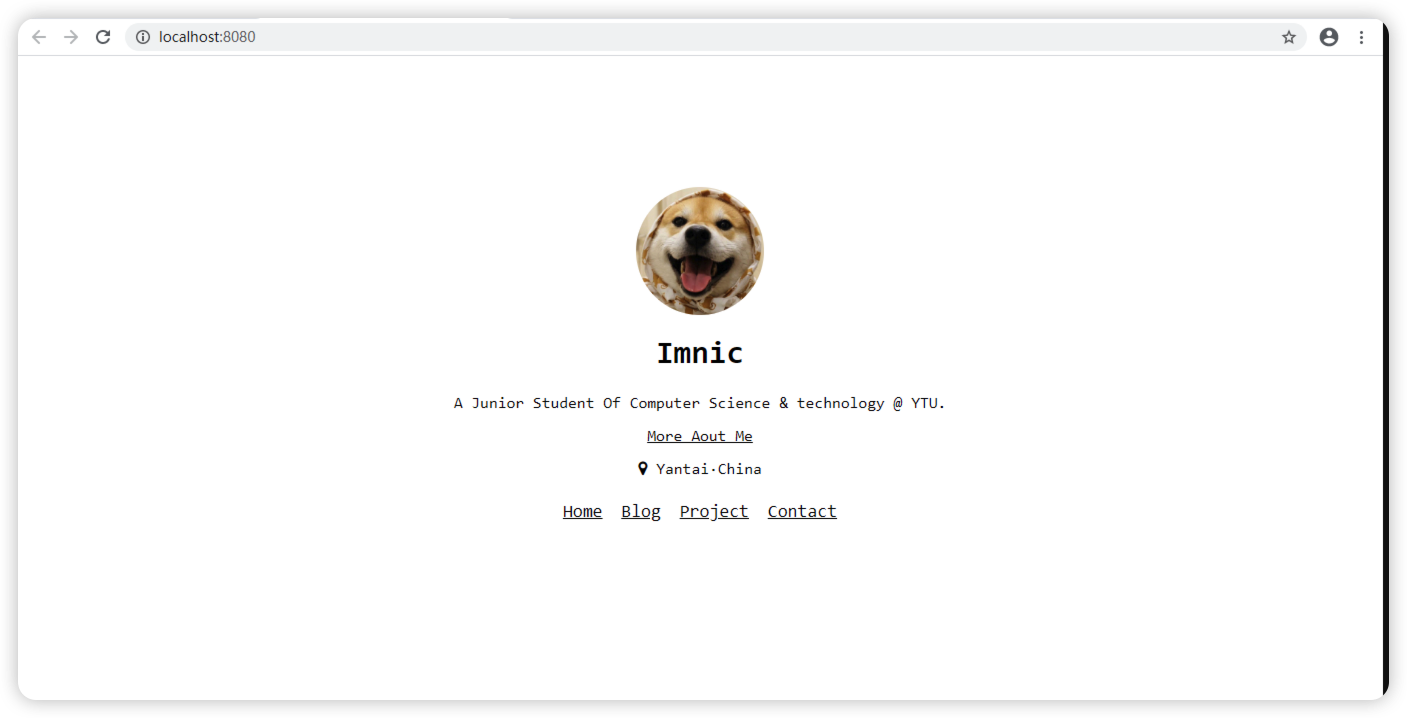 localhost:8080
Imnic
A Junior Student Of Computer Science & technology @ YTU.
More Aout Me
Yantai·China
Home Blog Project Contact